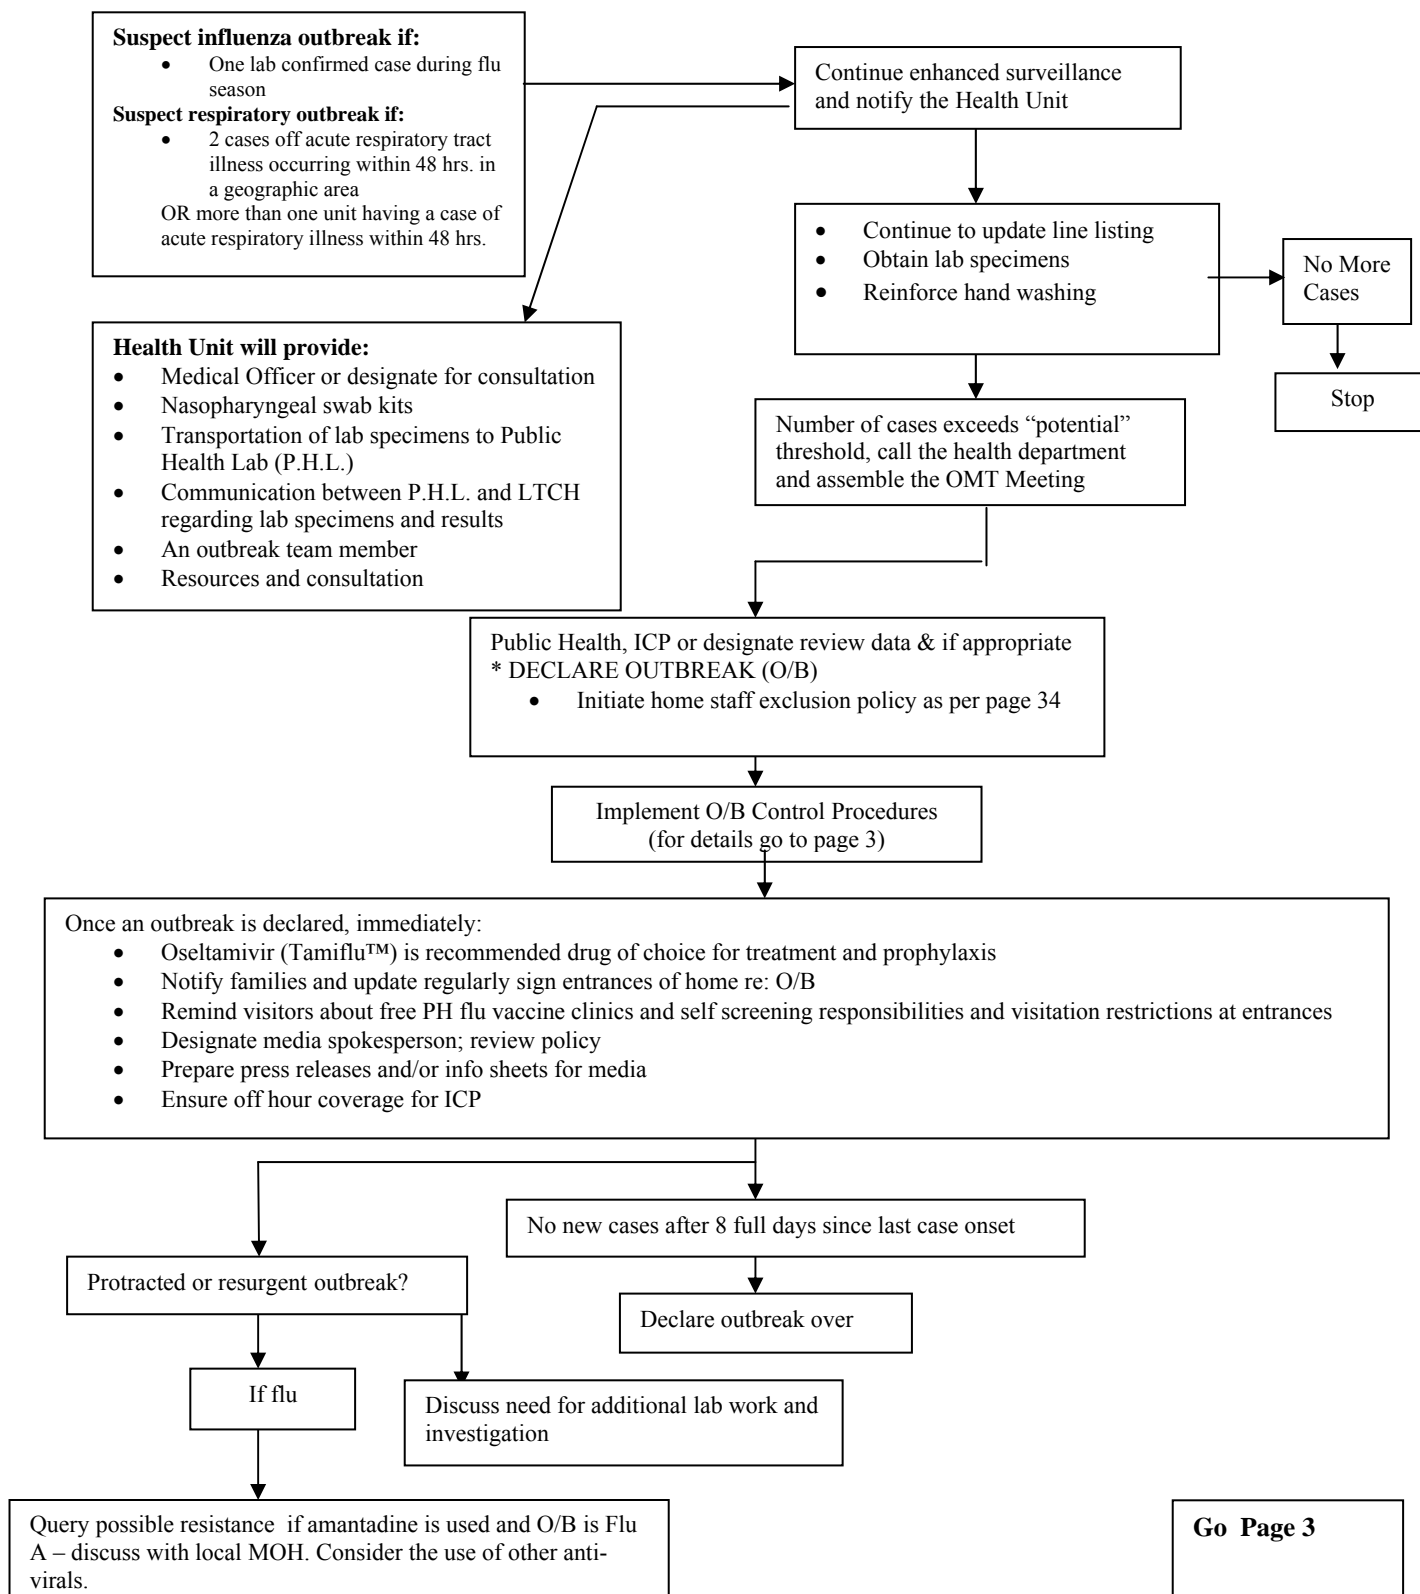 Suspect influenza outbreak if:
• One lab confirmed case during flu
season
Suspect respiratory outbreak if:
• 2 cases off acute respiratory tract
illness occurring within 48 hrs. in
a geographic area
OR more than one unit having a case of
acute respiratory illness within 48 hrs.
Continue enhanced surveillance
and notify the Health Unit
• Continue to update line listing
• Obtain lab specimens
• Reinforce hand washing
No More
Cases
Stop
Health Unit will provide:
• Medical Officer or designate for consultation
• Nasopharyngeal swab kits
• Transportation of lab specimens to Public
Health Lab (P.H.L.)
• Communication between P.H.L. and LTCH
regarding lab specimens and results
• An outbreak team member
• Resources and consultation
Number of cases exceeds “potential”
threshold, call the health department
and assemble the OMT Meeting
Public Health, ICP or designate review data & if appropriate
* DECLARE OUTBREAK (O/B)
• Initiate home staff exclusion policy as per page 34
Implement O/B Control Procedures
(for details go to page 3)
Once an outbreak is declared, immediately:
• Oseltamivir (Tamiflu™) is recommended drug of choice for treatment and prophylaxis
• Notify families and update regularly sign entrances of home re: O/B
• Remind visitors about free PH flu vaccine clinics and self screening responsibilities and visitation restrictions at entrances
• Designate media spokesperson; review policy
• Prepare press releases and/or info sheets for media
• Ensure off hour coverage for ICP
No new cases after 8 full days since last case onset
Protracted or resurgent outbreak?
Declare outbreak over
If flu
Discuss need for additional lab work and
investigation
Query possible resistance if amantadine is used and O/B is Flu
A – discuss with local MOH. Consider the use of other anti-
virals.
Go Page 3